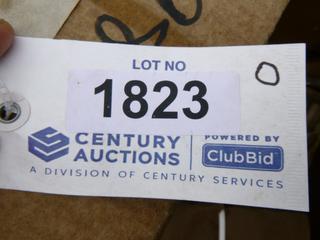 LOT NO
1823
CENTURY
AUCTIONS
POWERED BY
ClubBid
A DIVISION OF CENTURY SERVICES